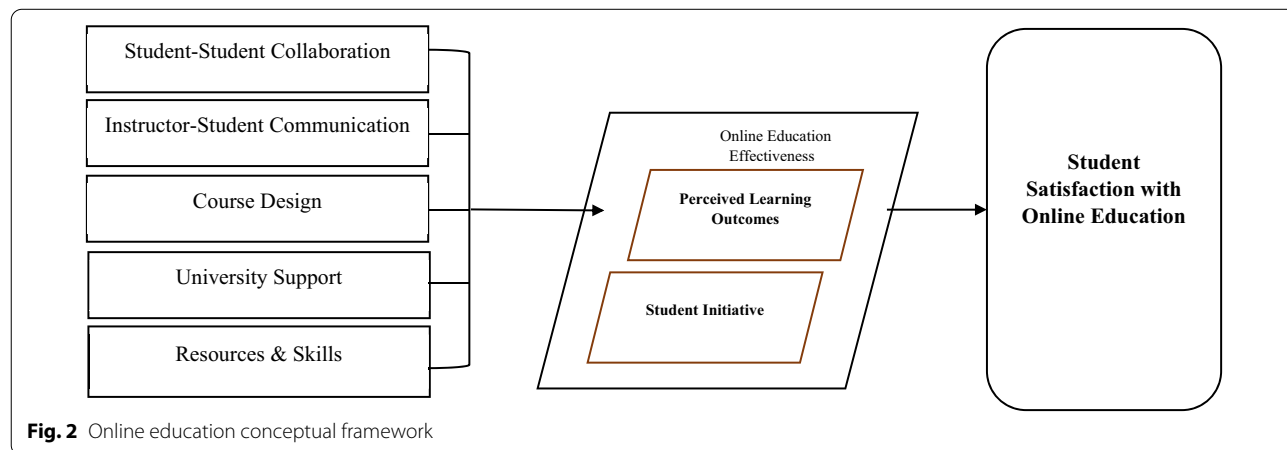 Student-Student Collaboration
Instructor-Student Communication
Course Design
University Support
Resources & Skills
Online Education
Effectiveness
Perceived Learning
Outcomes
Student Initiative
Student
Satisfaction with
Online Education
Fig. 2 Online education conceptual framework